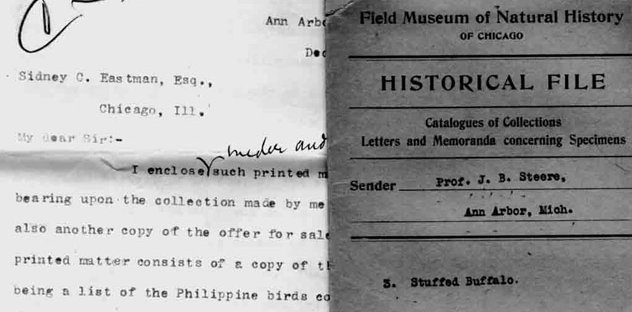 Ann Arbo
De
Sidney C. Eastman, Esq.,
Chicago, Ill.
My dear Sir:-
under and
I enclose such printed m
bearing upon the collection made by me
also another copy of the offer for sale
printed matter consists of a copy of th
being a list of the Philippine birds co
Field Museum of Natural History
OF CHICAGO
HISTORICAL FILE
Catalogues of Collections
Letters and Memoranda concerning Specimens
Sender Prof. J. B. Steere,
Ann Arbor, Mich.
3. Stuffed Buffalo.